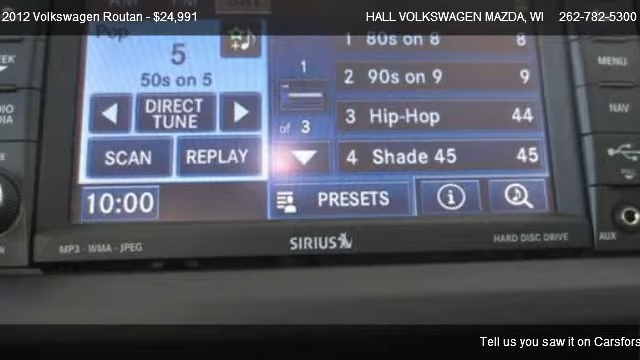 2012 Volkswagen Routan - $24,991 HALL VOLKSWAGEN MAZDA, WI 262-782-5300
Pop
5
50s on 5
DIRECT TUNE
SCAN REPLAY
10:00
1
of 3
1 80s on 8 8
2 90s on 9 9
3 Hip-Hop 44
4 Shade 45 45
PRESETS
MENU
NAV
AUX
MP3 - WMA - JPEG
SIRIUS
HARD DISC DRIVE
Tell us you saw it on Carsfors